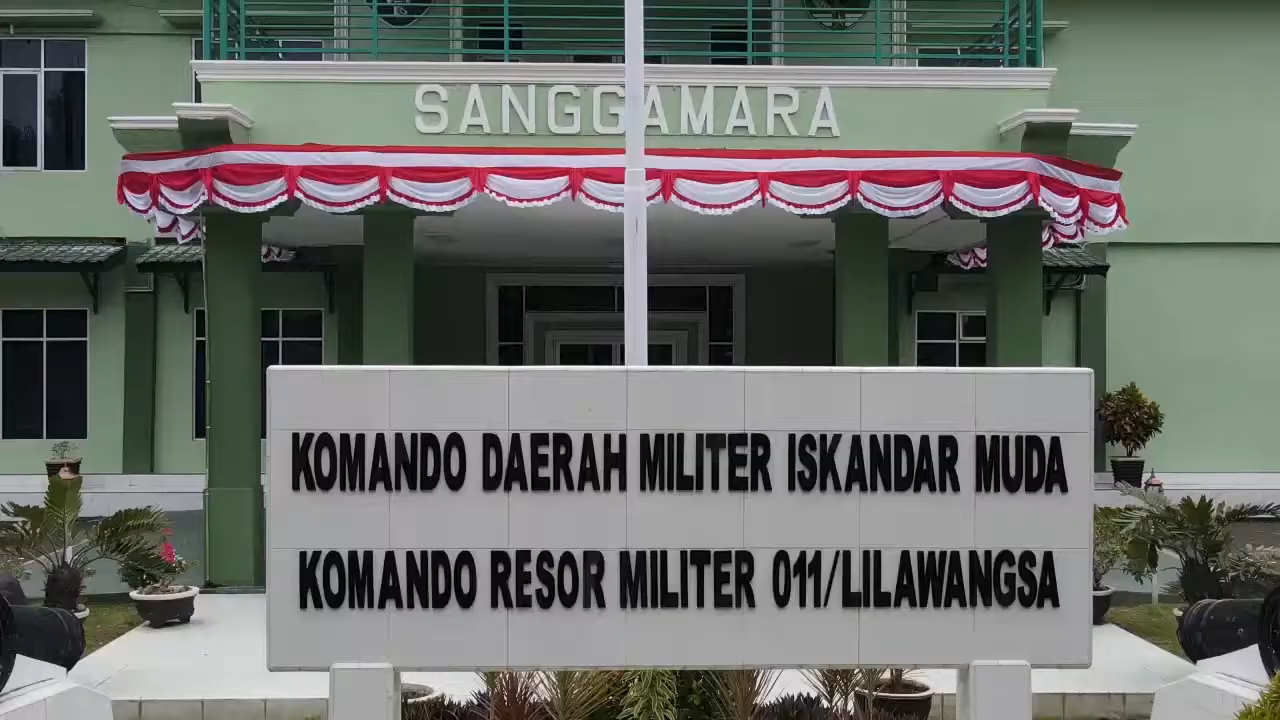 SANGGAMARA
KOMANDO DAERAH MILITER ISKANDAR MUDA
KOMANDO RESOR MILITER 011/LILAWANGSA